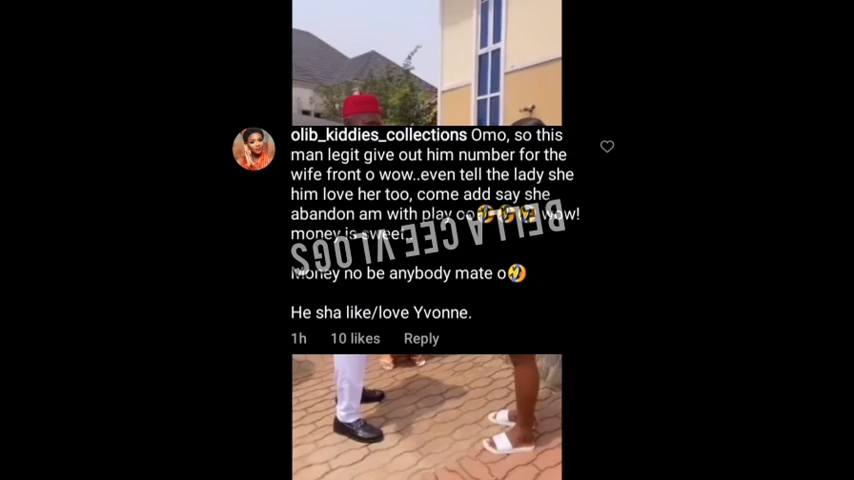 olib_kiddies_collections Omo, so this
man legit give out him number for the
wife front o wow..even tell the lady she
him love her too, come add say she
abandon am with play oo🤣🤣🤣 wow!
money is sweet..
Money no be anybody mate o🤣
He sha like/love Yvonne.
1h 10 likes Reply
BELLA CEE VLOGS